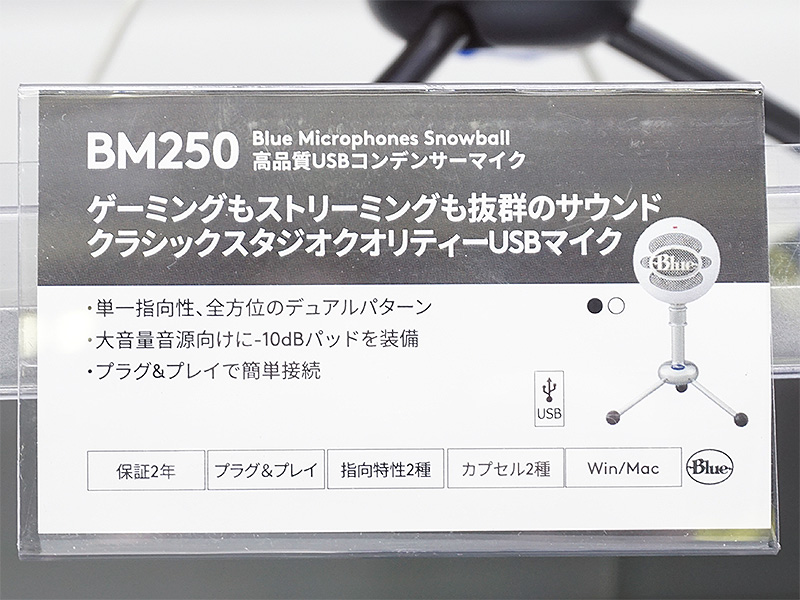 BM250
Blue Microphones Snowball
高品質USBコンデンサーマイク
ゲーミングもストリーミングも抜群のサウンド
クラシックスタジオクオリティーUSBマイク
Blue
・単一指向性、全方位のデュアルパターン
・大音量音源向けに-10dBパッドを装備
・プラグ&プレイで簡単接続
USB
保証2年
プラグ&プレイ
指向特性2種
カプセル2種
Win/Mac
Blue